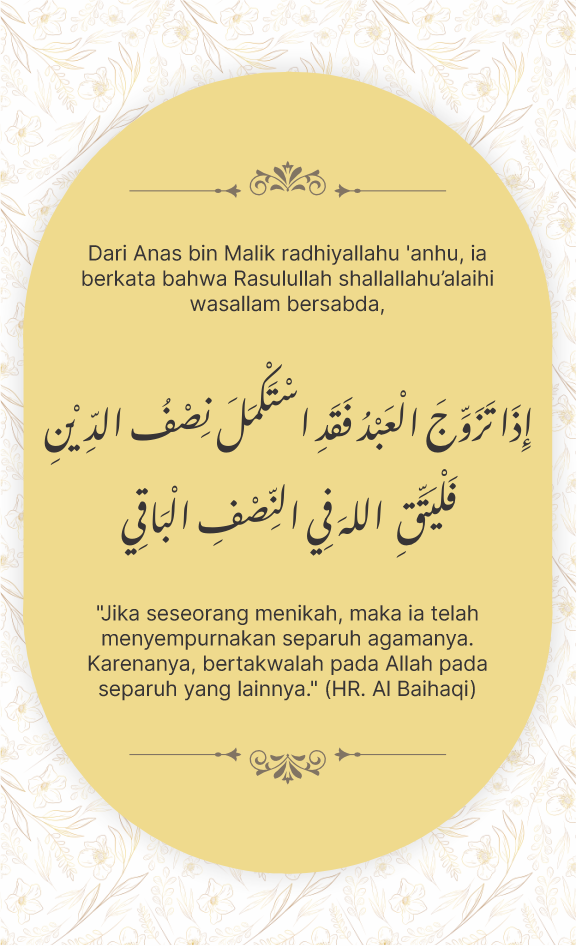 Dari Anas bin Malik radhiyallahu 'anhu, ia
berkata bahwa Rasulullah shallallahu’alaihi
wasallam bersabda,
إِذَا تَزَوَّجَ الْعَبْدُ فَقَدِ اسْتَكْمَلَ نِصْفُ الدِّيْنِ
فَلْيَتَّقِ اللهَ فِي النِّصْفِ الْبَاقِي
"Jika seseorang menikah, maka ia telah
menyempurnakan separuh agamanya.
Karenanya, bertakwalah pada Allah pada
separuh yang lainnya." (HR. Al Baihaqi)